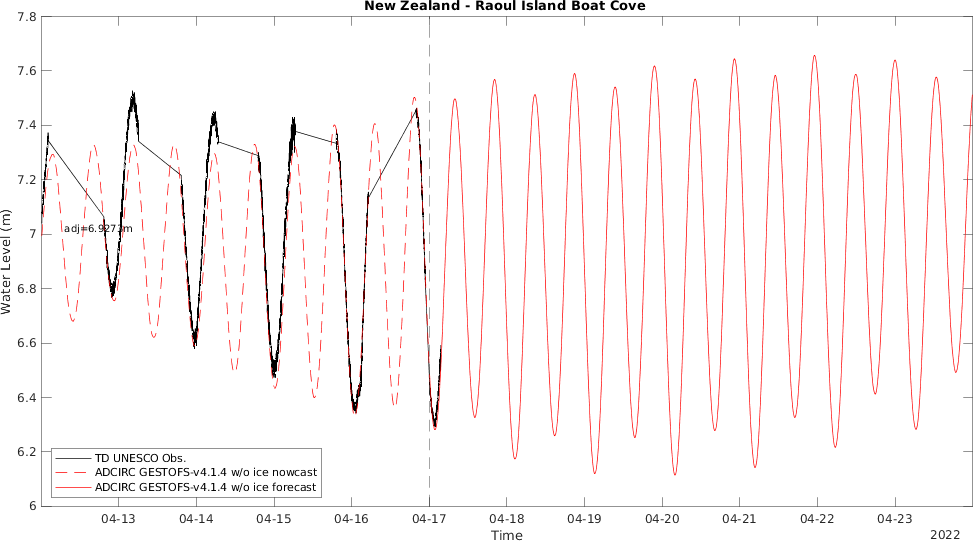 New Zealand - Raoul Island Boat Cove
7.8
7.6
7.4
7.2
7
6.8
6.6
6.4
6.2
6
Water Level (m)
TD UNESCO Obs.
ADCIRC GESTOFS-v4.1.4 w/o ice nowcast
ADCIRC GESTOFS-v4.1.4 w/o ice forecast
04-13 04-14 04-15 04-16 04-17 04-18 04-19 04-20 04-21 04-22 04-23
Time
2022